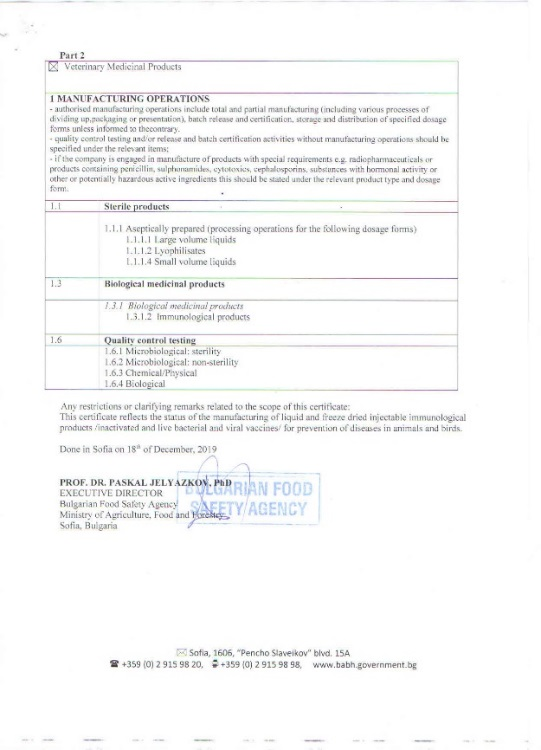 Part 2
☒ Veterinary Medicinal Products
1 MANUFACTURING OPERATIONS
- authorised manufacturing operations include total and partial manufacturing (including various processes of
dividing up,packaging or presentation), batch release and certification, storage and distribution of specified dosage
forms unless informed to thecontrary.
- quality control testing and/or release and batch certification activities without manufacturing operations should be
specified under the relevant items;
- if the company is engaged in manufacture of products with special requirements e.g. radiopharmaceuticals or
products containing penicillin, sulphonamides, cytotoxics, cephalosporins, substances with hormonal activity or
other or potentially hazardous active ingredients this should be stated under the relevant product type and dosage
form.
1.1 Sterile products
1.1.1 Aseptically prepared (processing operations for the following dosage forms)
1.1.1.1 Large volume liquids
1.1.1.2 Lyophilisates
1.1.1.4 Small volume liquids
1.3 Biological medicinal products
1.3.1 Biological medicinal products
1.3.1.2 Immunological products
1.6 Quality control testing
1.6.1 Microbiological: sterility
1.6.2 Microbiological: non-sterility
1.6.3 Chemical/Physical
1.6.4 Biological
Any restrictions or clarifying remarks related to the scope of this certificate:
This certificate reflects the status of the manufacturing of liquid and freeze dried injectable immunological
products /inactivated and live bacterial and viral vaccines/ for prevention of diseases in animals and birds.
Done in Sofia on 18th of December, 2019
PROF. DR. PASKAL JELYAZKOV, PhD
EXECUTIVE DIRECTOR
Bulgarian Food Safety Agency
Ministry of Agriculture, Food and Forestry
Sofia, Bulgaria
BULGARIAN FOOD
SAFETY AGENCY
Sofia, 1606, "Pencho Slaveikov" blvd. 15A
+359 (0) 2 915 98 20, +359 (0) 2 915 98 98, www.babh.government.bg